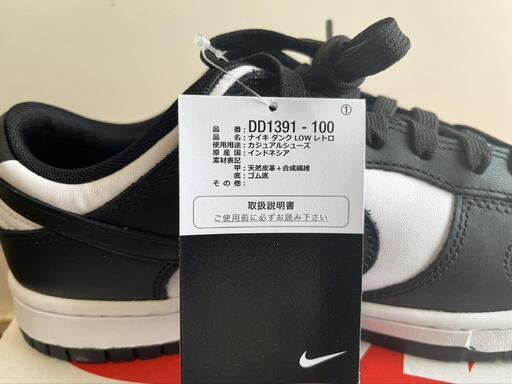 ①
品 番: DD1391 - 100
品 名: ナイキ ダンク LOW レトロ
使用用途: カジュアルシューズ
原 産 国: インドネシア
素材表記
甲: 天然皮革+合成繊維
底: ゴム底
そ の 他:
取扱説明書
ご使用前に必ずお読み下さい